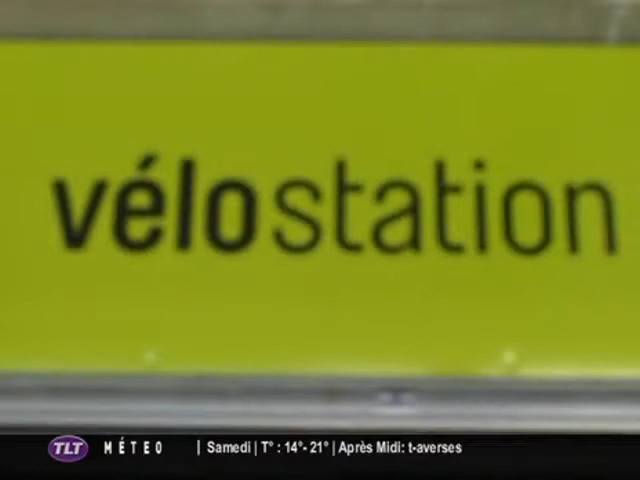 vélostation
TLT MÉTEO | Samedi | T° : 14°- 21° | Après Midi: t-averses